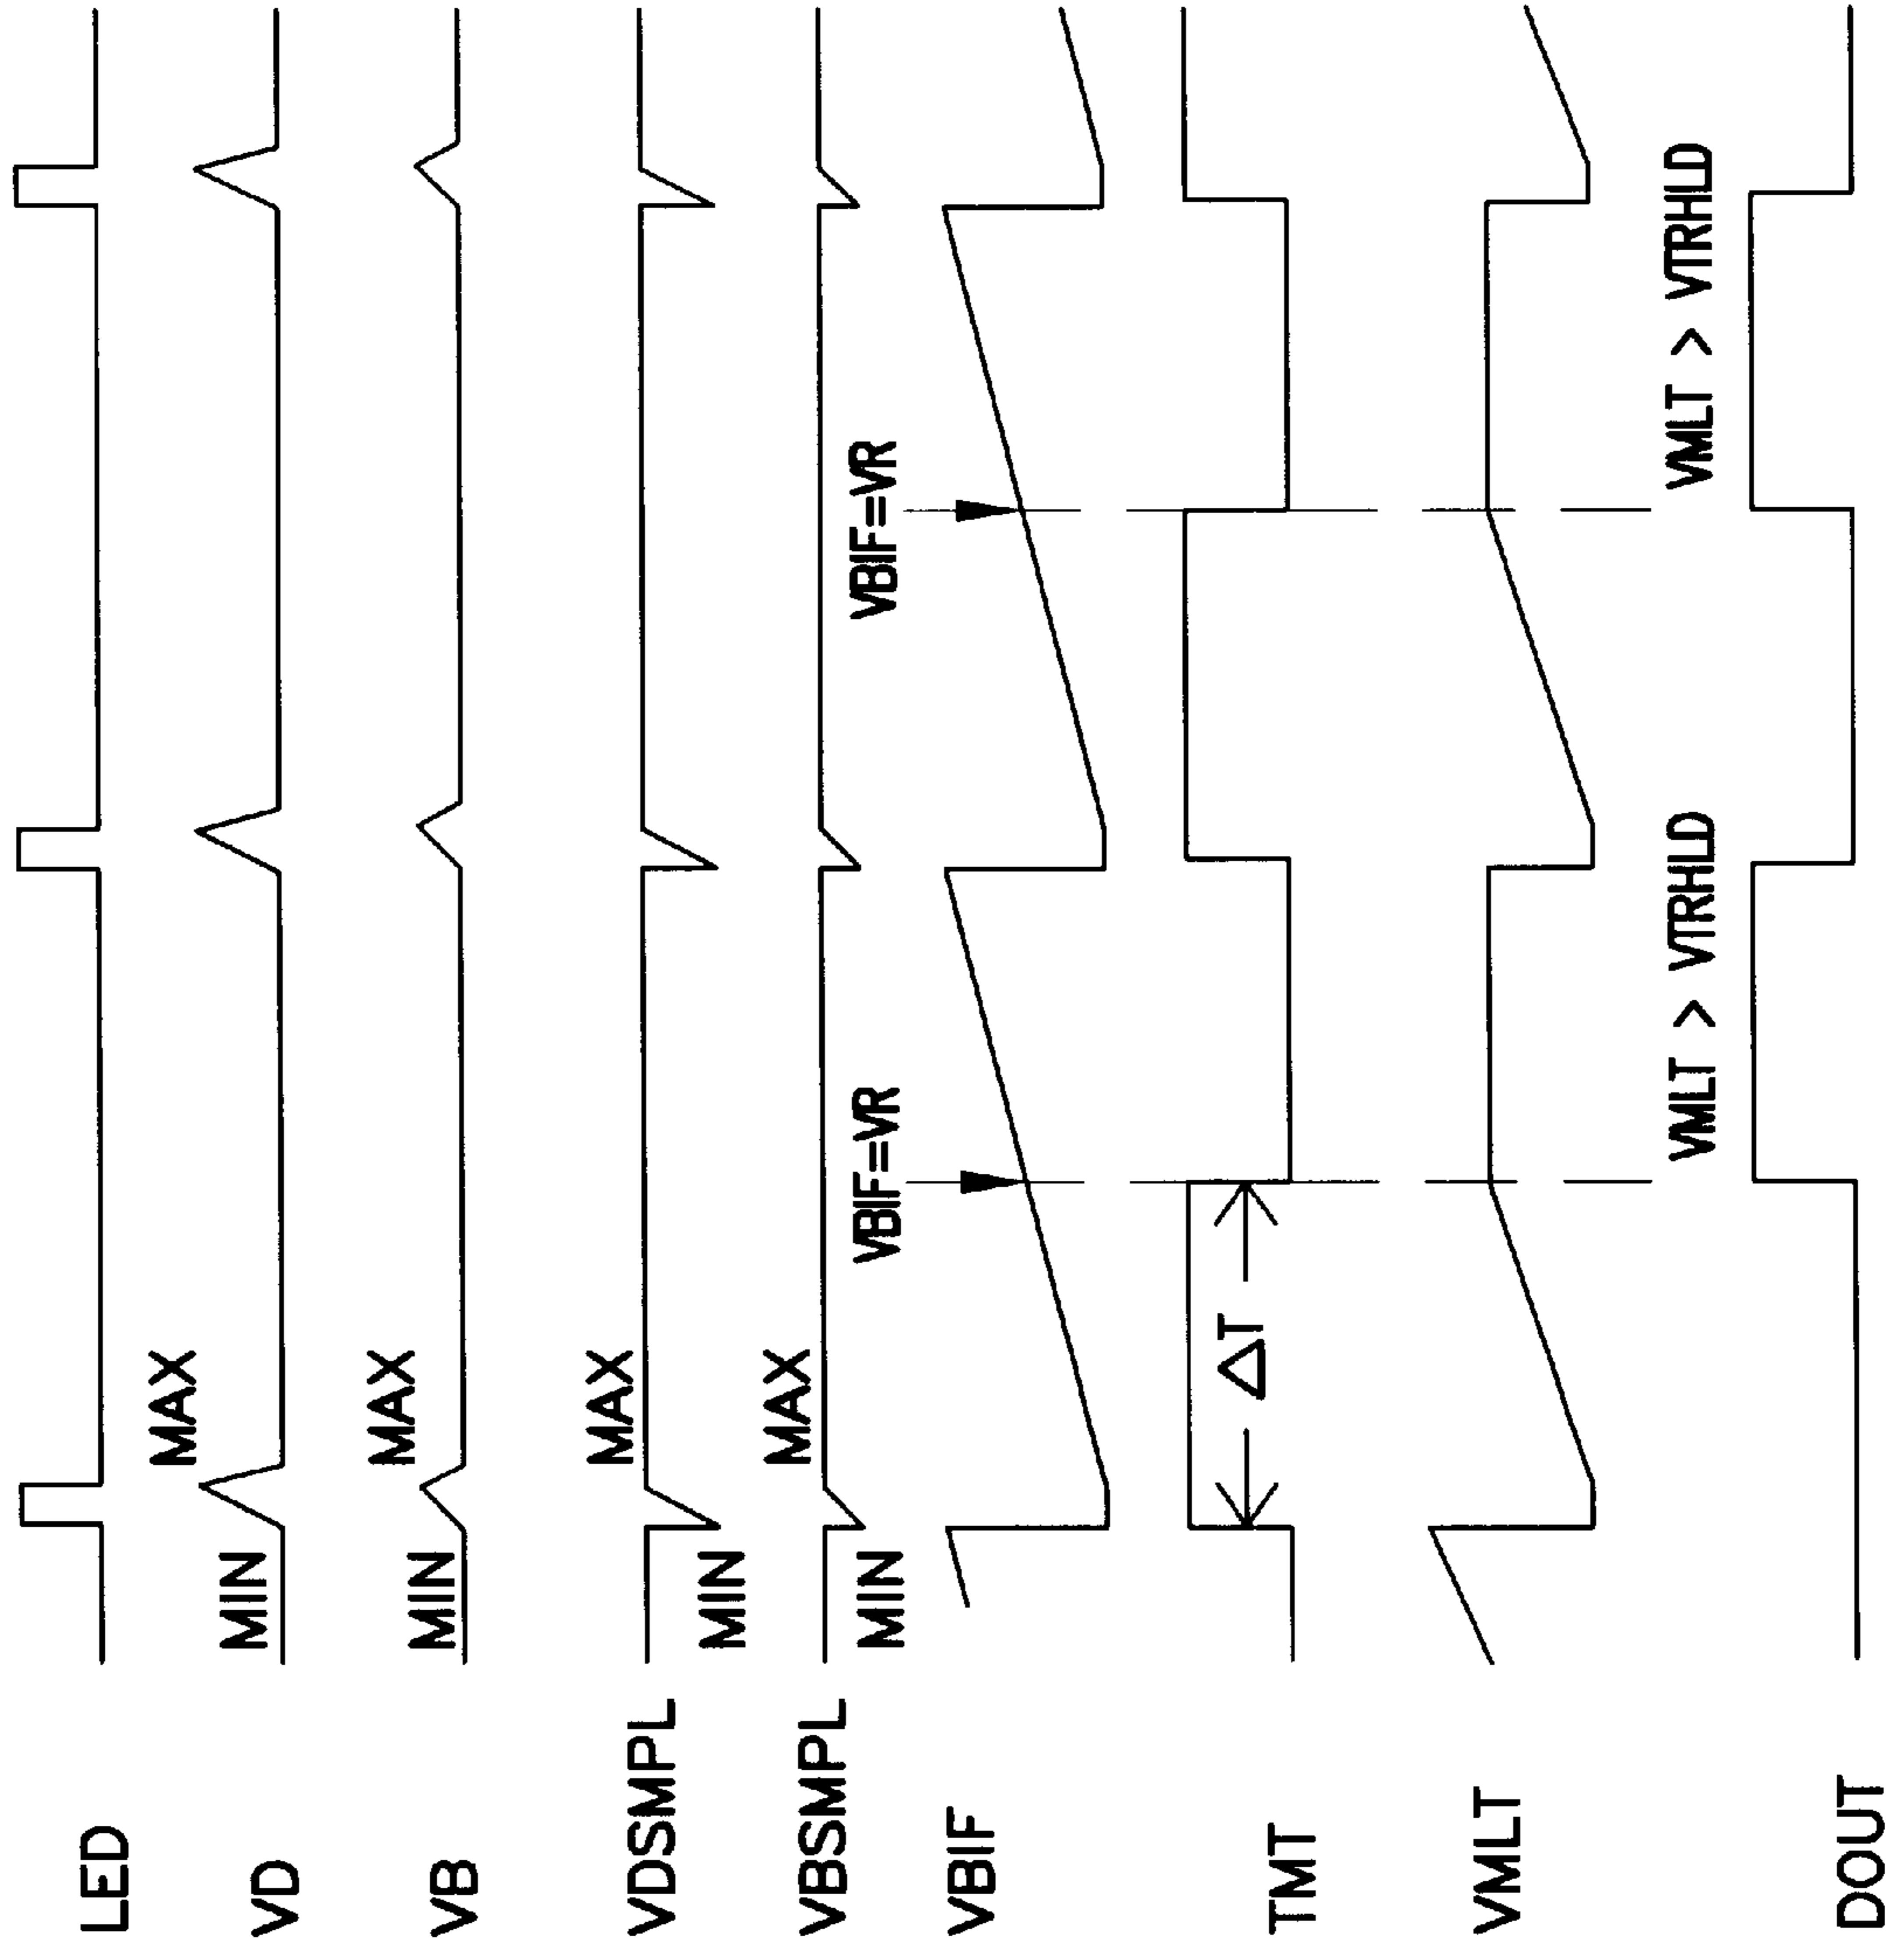 LED
VD
MIN
MAX
VB
MIN
MAX
VDSMPL
MIN
MAX
VBSMPL
MIN
MAX
VBIF
VBIF=VR
VBIF=VR
TMT
ΔT
VMLT
VMLT > VTRHLD
VMLT > VTRHLD
DOUT